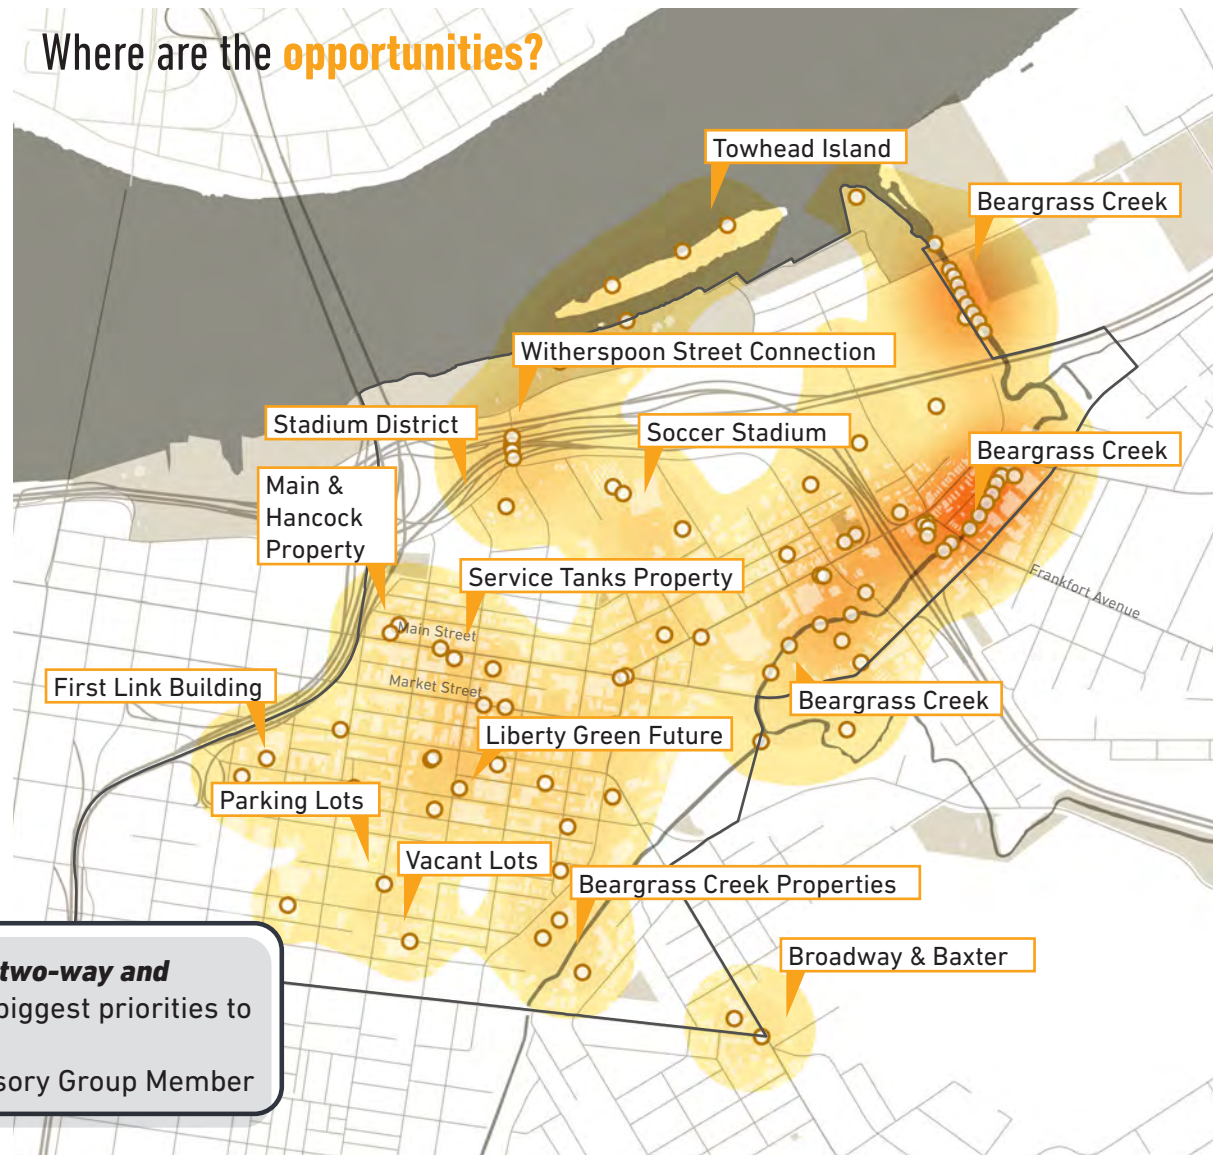 Where are the opportunities?
Towhead Island
Beargrass Creek
Witherspoon Street Connection
Stadium District
Soccer Stadium
Beargrass Creek
Main &
Hancock
Property
Service Tanks Property
Frankfort Avenue
Main Street
Market Street
First Link Building
Beargrass Creek
Liberty Green Future
Parking Lots
Vacant Lots
Beargrass Creek Properties
Broadway & Baxter
two-way and
biggest priorities to
sory Group Member